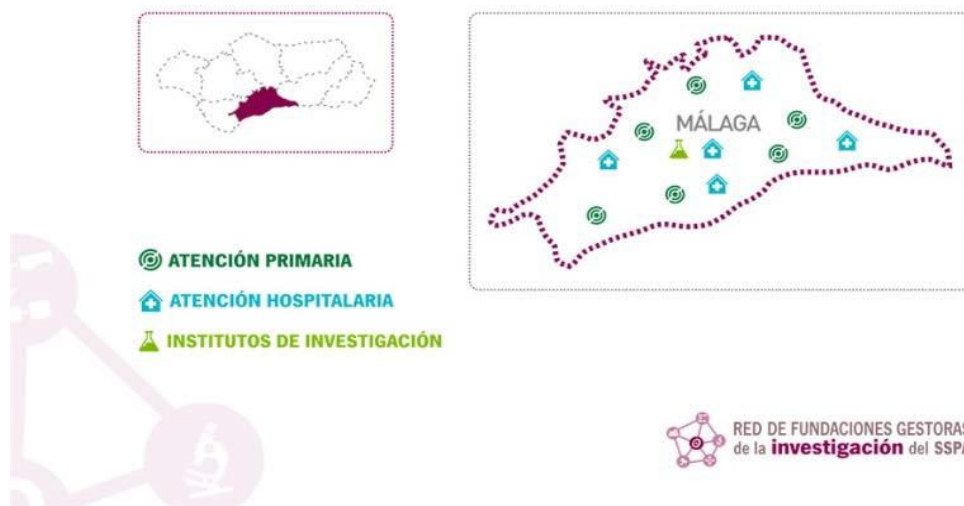 MÁLAGA
ATENCIÓN PRIMARIA
ATENCIÓN HOSPITALARIA
INSTITUTOS DE INVESTIGACIÓN
RED DE FUNDACIONES GESTORAS
de la investigación del SSPA